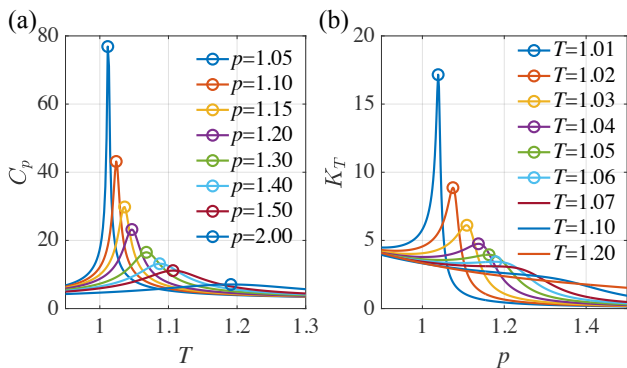 (a)
80
60
40
20
0
C_p
1
1.1
1.2
1.3
T
p=1.05
p=1.10
p=1.15
p=1.20
p=1.30
p=1.40
p=1.50
p=2.00
(b)
20
15
10
5
0
K_T
1
1.2
1.4
p
T=1.01
T=1.02
T=1.03
T=1.04
T=1.05
T=1.06
T=1.07
T=1.10
T=1.20